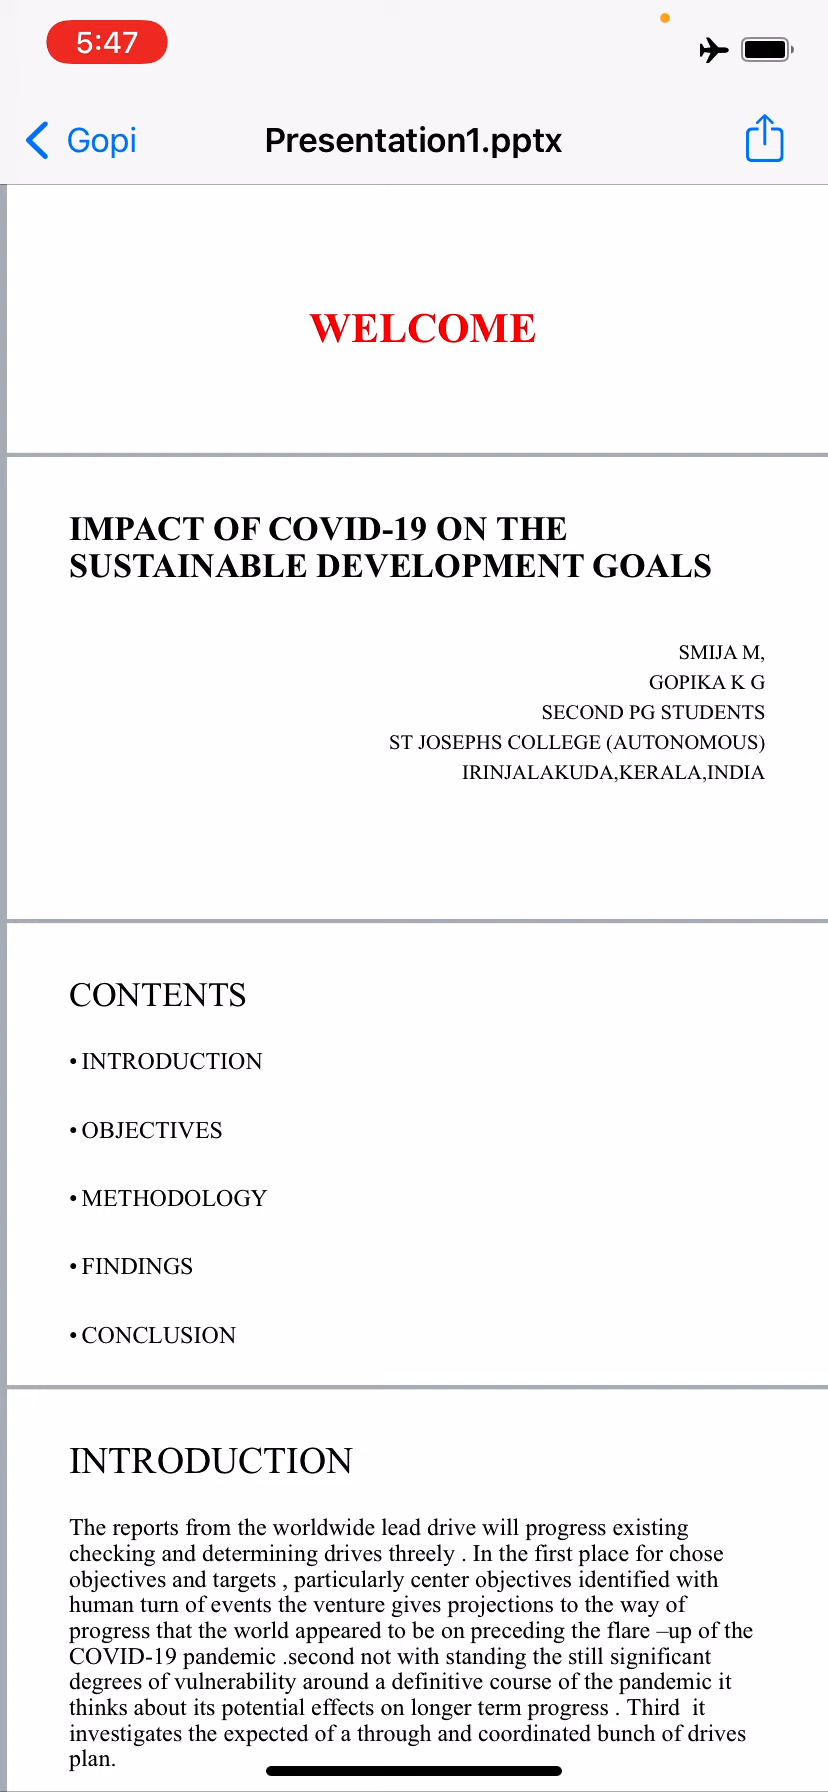 5:47
Gopi
Presentation1.pptx
WELCOME
IMPACT OF COVID-19 ON THE
SUSTAINABLE DEVELOPMENT GOALS
SMIJA M,
GOPIKA K G
SECOND PG STUDENTS
ST JOSEPHS COLLEGE (AUTONOMOUS)
IRINJALAKUDA,KERALA,INDIA
CONTENTS
• INTRODUCTION
• OBJECTIVES
• METHODOLOGY
• FINDINGS
• CONCLUSION
INTRODUCTION
The reports from the worldwide lead drive will progress existing
checking and determining drives threely . In the first place for chose
objectives and targets , particularly center objectives identified with
human turn of events the venture gives projections to the way of
progress that the world appeared to be on preceding the flare –up of the
COVID-19 pandemic .second not with standing the still significant
degrees of vulnerability around a definitive course of the pandemic it
thinks about its potential effects on longer term progress . Third  it
investigates the expected of a through and coordinated bunch of drives
plan.